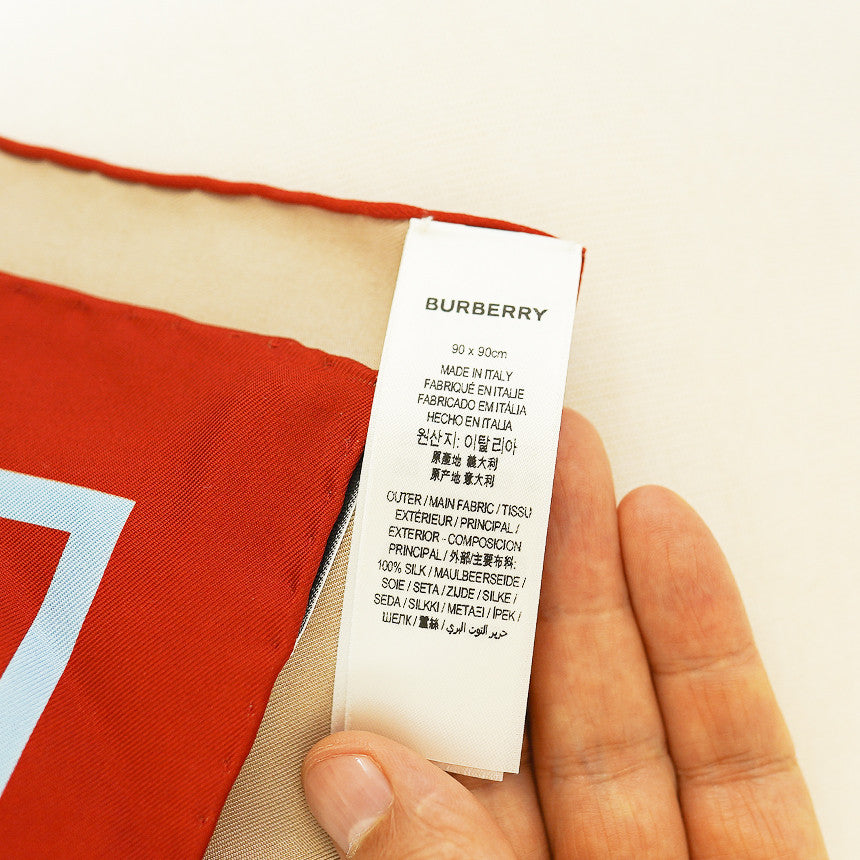 BURBERRY
90 x 90cm
MADE IN ITALY
FABRIQUÉ EN ITALIE
FABRICADO EM ITÁLIA
HECHO EN ITALIA
원산지: 이탈리아
原產地 義大利
原产地 意大利
OUTER / MAIN FABRIC / TISSU
EXTÉRIEUR / PRINCIPAL /
EXTERIOR - COMPOSICION
PRINCIPAL / 外部/主要布料:
100% SILK / MAULBEERSEIDE /
SOIE / SETA / ZIJDE / SILKE /
SEDA / SILKKI / ΜΕΤΑΞΙ / İPEK /
ШЕЛК / 蠶絲 / حرير التوت البري